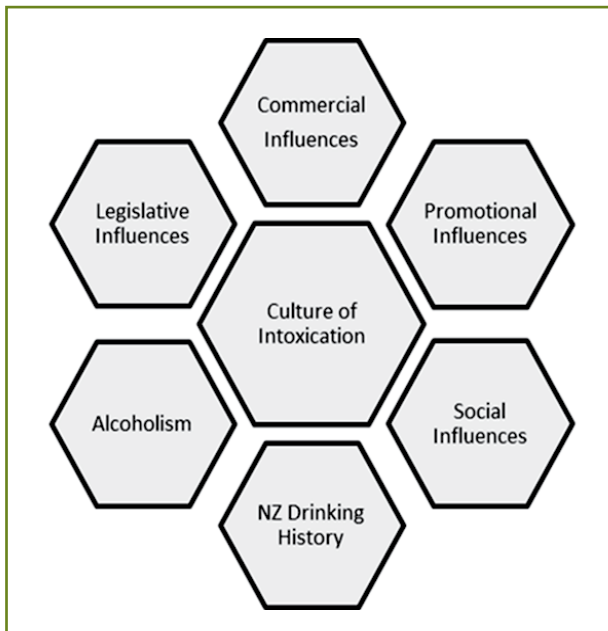 Commercial
Influences
Legislative
Influences
Promotional
Influences
Culture of
Intoxication
Alcoholism
Social
Influences
NZ Drinking
History